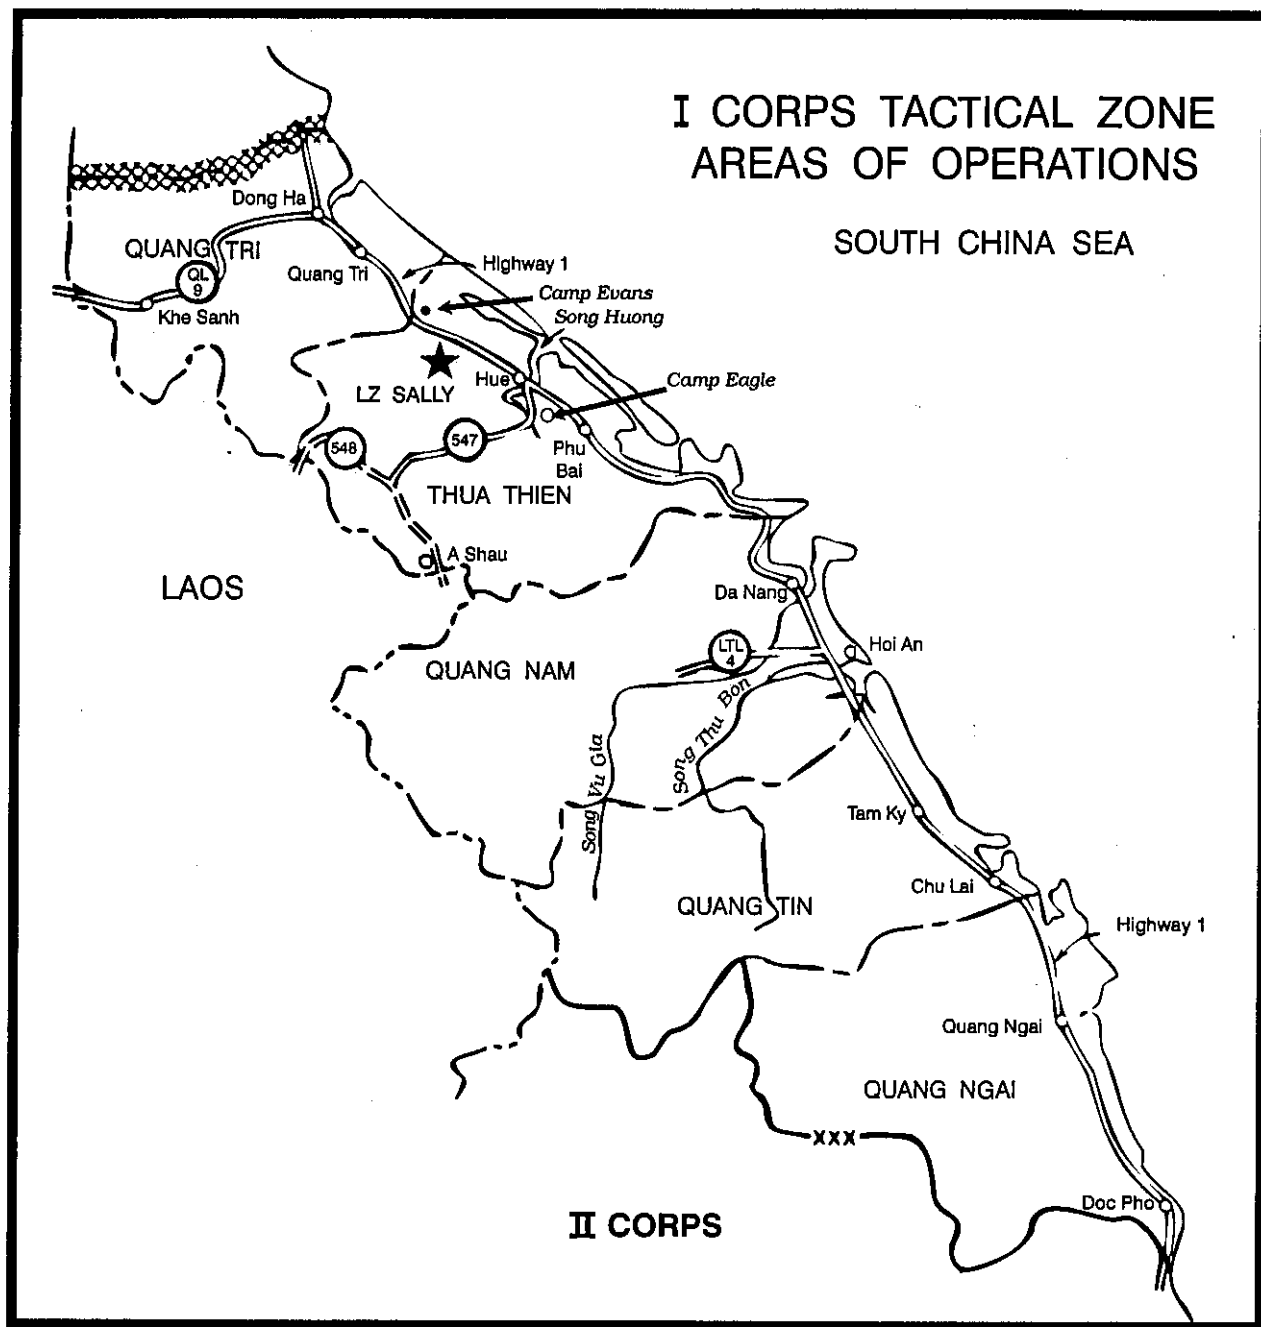 I CORPS TACTICAL ZONE
AREAS OF OPERATIONS
SOUTH CHINA SEA
Dong Ha
QUANG TRI
QL
9
Quang Tri
Highway 1
Khe Sanh
Camp Evans
Song Huong
LZ SALLY
Hue
Camp Eagle
548
547
Phu
Bai
THUA THIEN
A Shau
LAOS
Da Nang
LTL
4
Hoi An
QUANG NAM
Song Thu Bon
Song Vu Gia
Tam Ky
Chu Lai
QUANG TIN
Highway 1
Quang Ngai
QUANG NGAI
XXX
Doc Pho
II CORPS